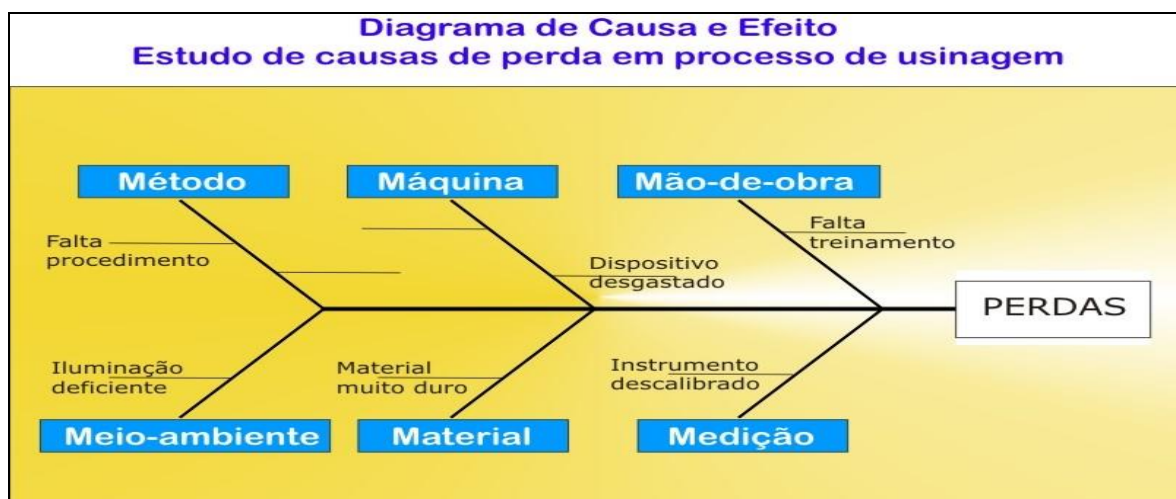 Diagrama de Causa e Efeito
Estudo de causas de perda em processo de usinagem
Método
Máquina
Mão-de-obra
Falta
procedimento
Dispositivo
desgastado
Falta
treinamento
PERDAS
Iluminação
deficiente
Material
muito duro
Instrumento
descalibrado
Meio-ambiente
Material
Medição